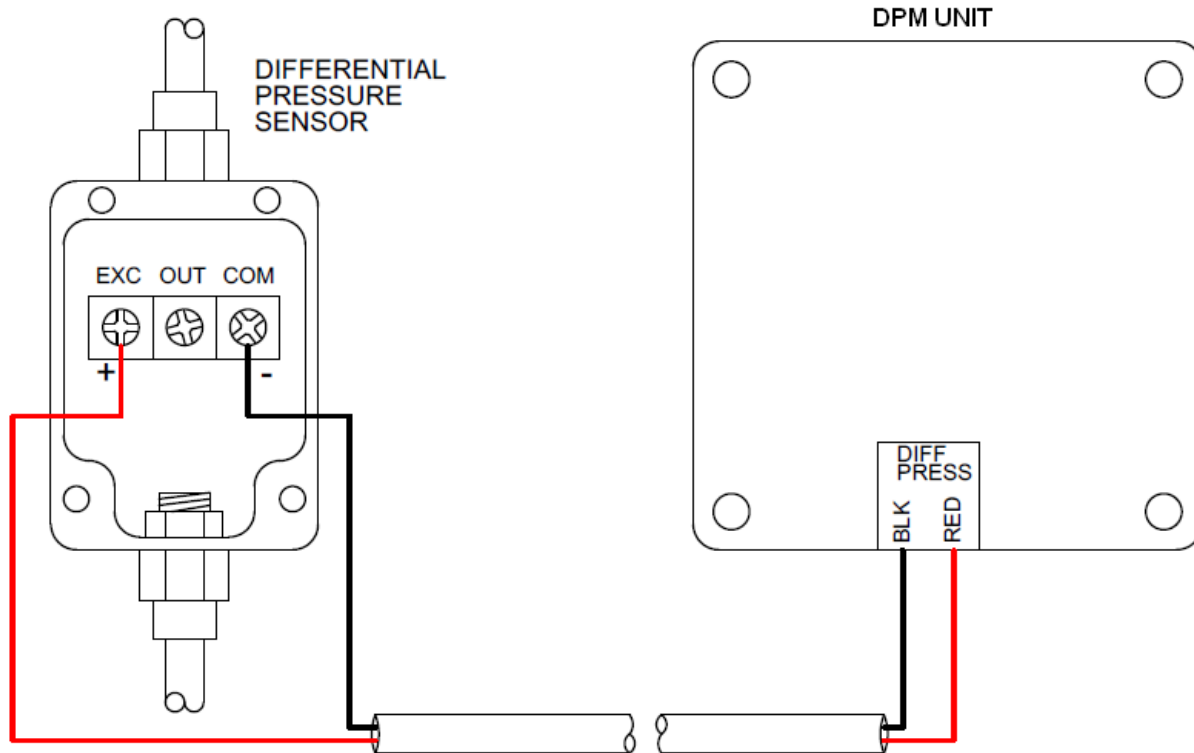 DPM UNIT
DIFFERENTIAL
PRESSURE
SENSOR
EXC OUT COM
+ -
DIFF
PRESS
BLK RED